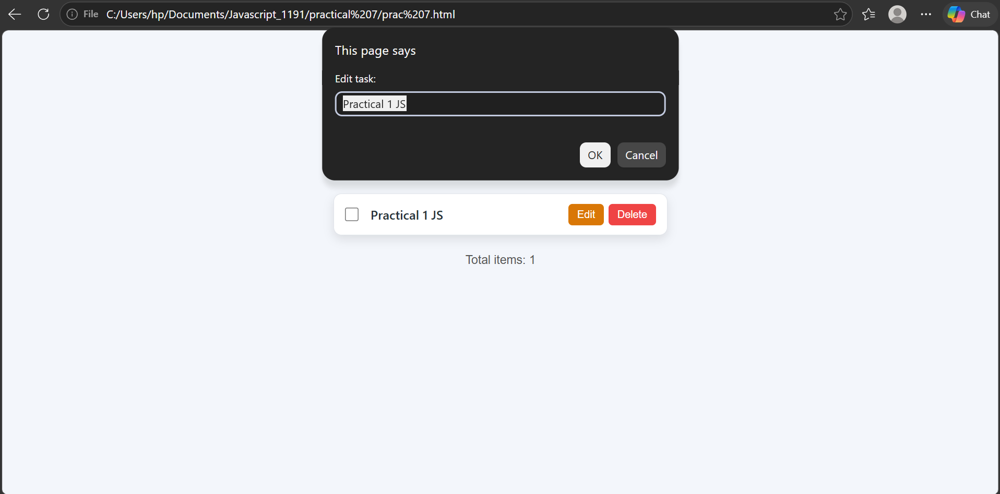 File C:/Users/hp/Documents/Javascript_1191/practical%207/prac%207.html
Chat
This page says
Edit task:
Practical 1 JS
OK Cancel
Practical 1 JS Edit Delete
Total items: 1